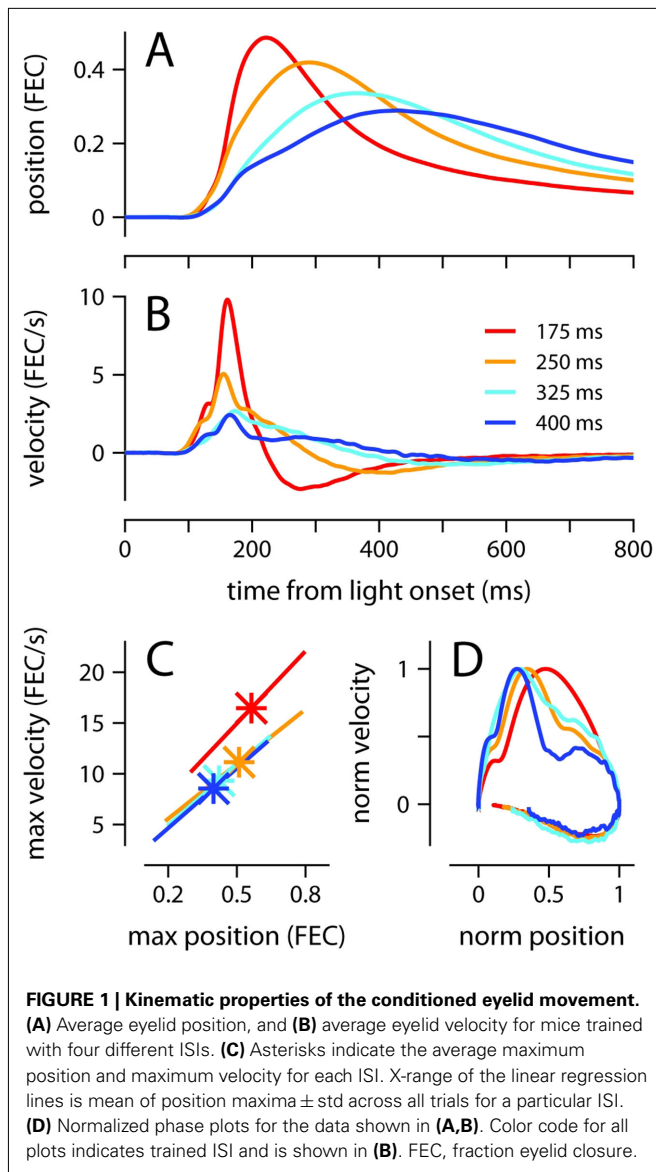 A
position (FEC)
0.4
0.2
0
B
velocity (FEC/s)
10
5
0
175 ms
250 ms
325 ms
400 ms
0 200 400 600 800
time from light onset (ms)
C
max velocity (FEC/s)
20
15
10
5
0.2 0.5 0.8
max position (FEC)
D
norm velocity
1
0
0 0.5 1
norm position
FIGURE 1 | Kinematic properties of the conditioned eyelid movement.
(A) Average eyelid position, and (B) average eyelid velocity for mice trained
with four different ISIs. (C) Asterisks indicate the average maximum
position and maximum velocity for each ISI. X-range of the linear regression
lines is mean of position maxima ± std across all trials for a particular ISI.
(D) Normalized phase plots for the data shown in (A,B). Color code for all
plots indicates trained ISI and is shown in (B). FEC, fraction eyelid closure.